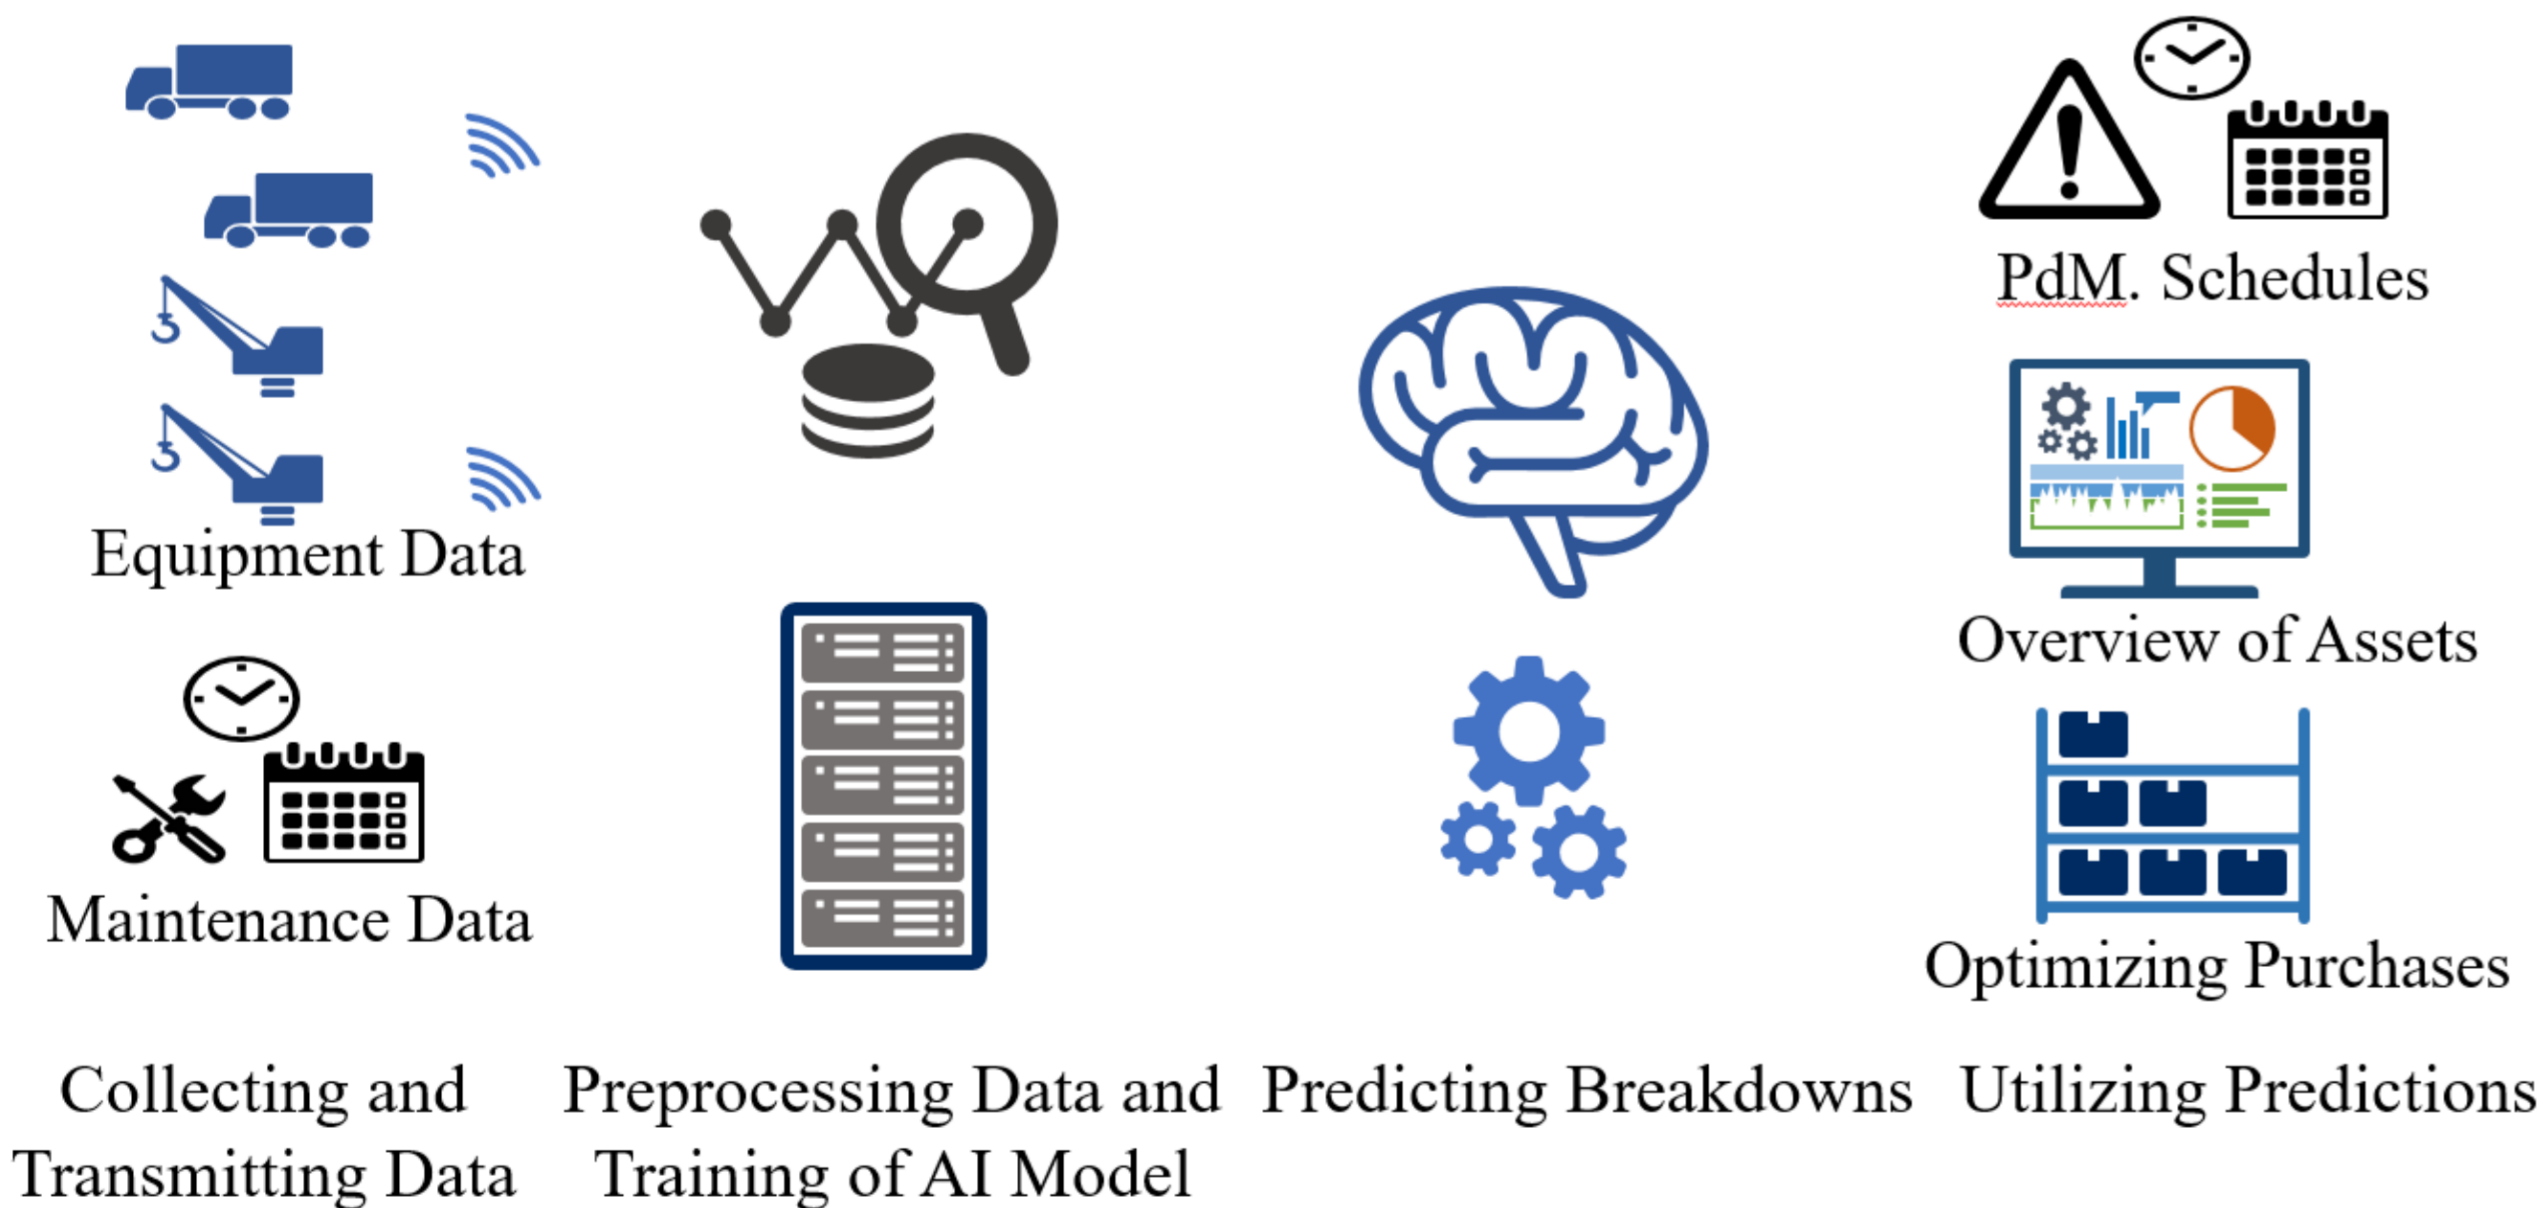 Equipment Data
Maintenance Data
Collecting and
Transmitting Data
Preprocessing Data and
Training of AI Model
Predicting Breakdowns
PdM. Schedules
Overview of Assets
Optimizing Purchases
Utilizing Predictions